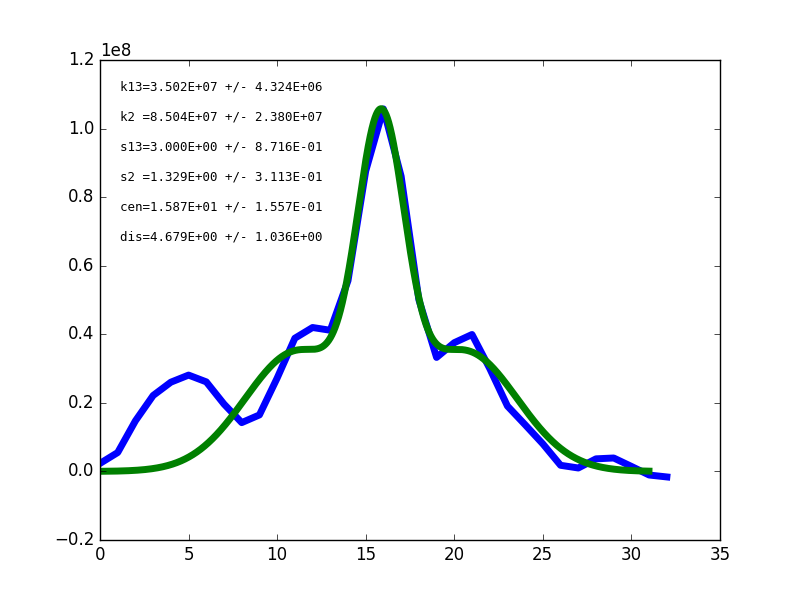 1e8
1.2
1.0
0.8
0.6
0.4
0.2
0.0
−0.2
k13=3.502E+07 +/- 4.324E+06
k2 =8.504E+07 +/- 2.380E+07
s13=3.000E+00 +/- 8.716E-01
s2 =1.329E+00 +/- 3.113E-01
cen=1.587E+01 +/- 1.557E-01
dis=4.679E+00 +/- 1.036E+00
0 5 10 15 20 25 30 35